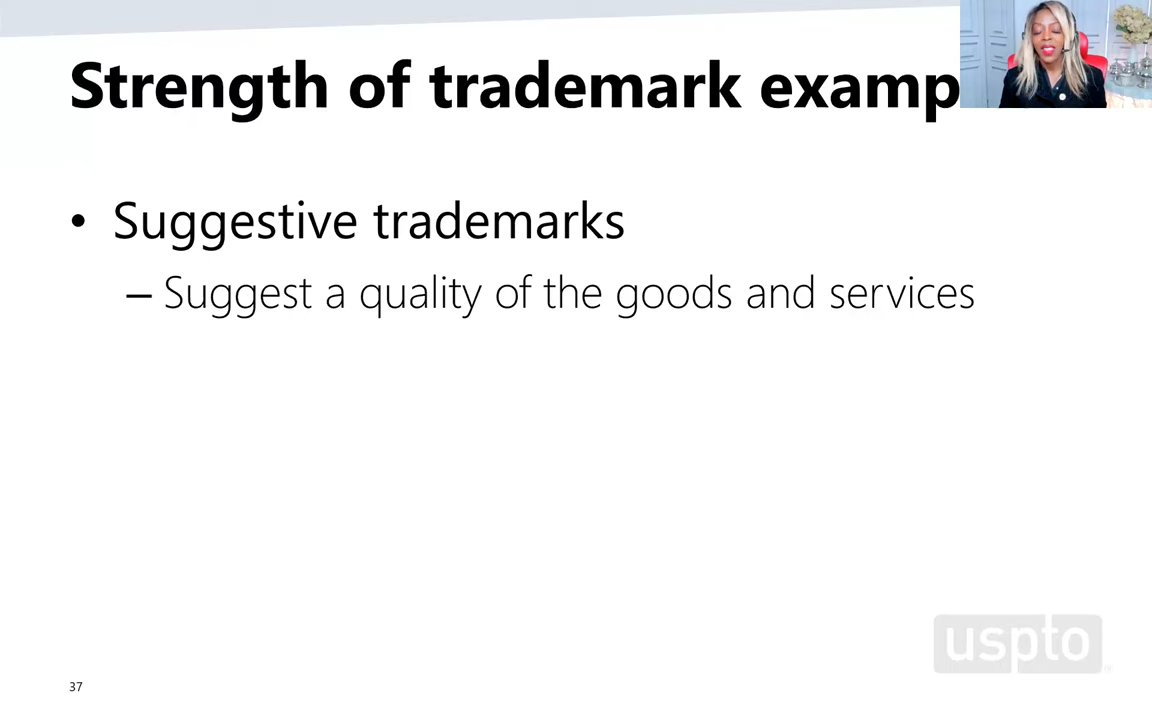 Strength of trademark examp
• Suggestive trademarks
– Suggest a quality of the goods and services
uspto
37